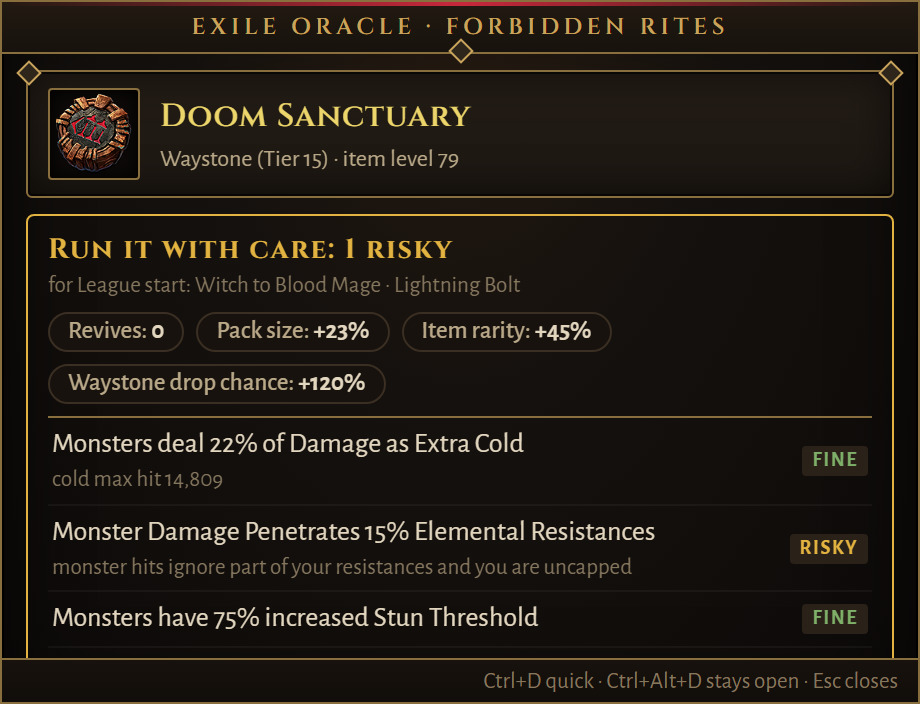 EXILE ORACLE · FORBIDDEN RITES
Doom Sanctuary
Waystone (Tier 15) · item level 79
Run it with care: 1 risky
for League start: Witch to Blood Mage · Lightning Bolt
Revives: 0
Pack size: +23%
Item rarity: +45%
Waystone drop chance: +120%
Monsters deal 22% of Damage as Extra Cold
cold max hit 14,809
FINE
Monster Damage Penetrates 15% Elemental Resistances
monster hits ignore part of your resistances and you are uncapped
RISKY
Monsters have 75% increased Stun Threshold
FINE
Ctrl+D quick · Ctrl+Alt+D stays open · Esc closes